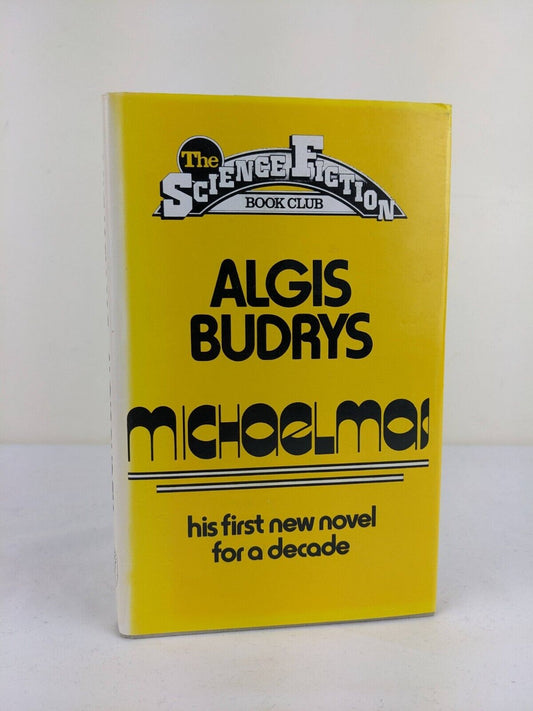 The
SCIENCE FICTION
BOOK CLUB
ALGIS
BUDRYS
michaelmas
his first new novel
for a decade